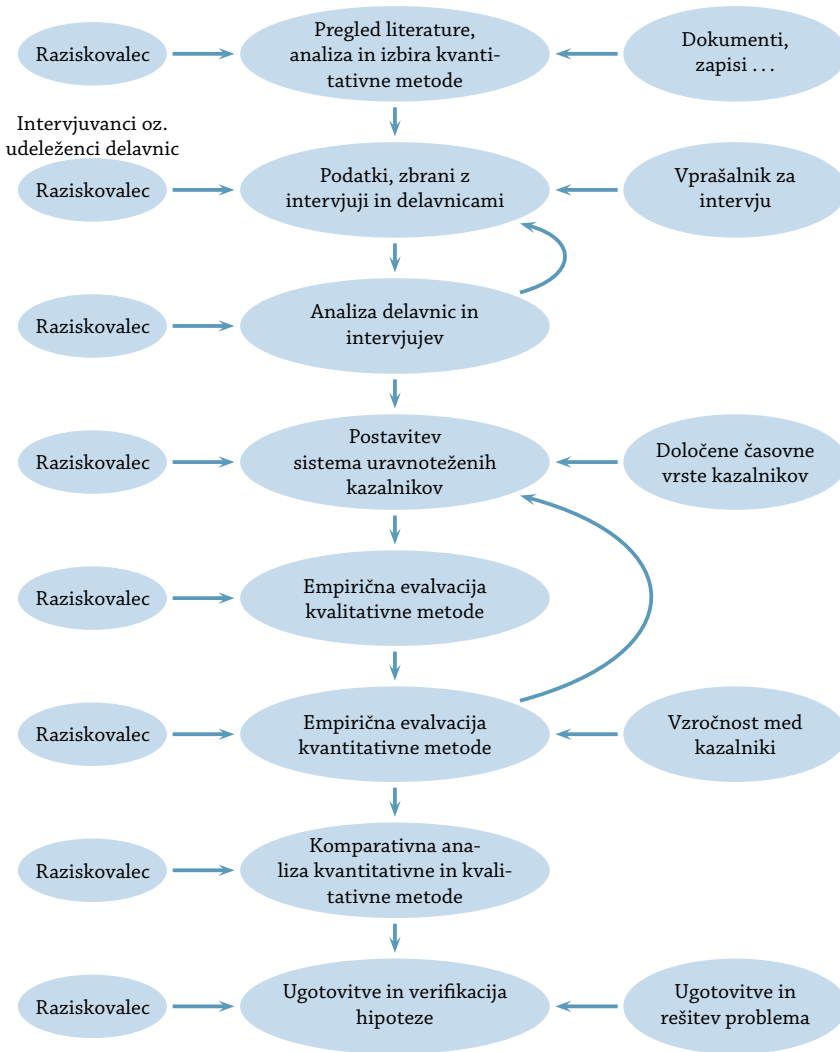 Raziskovalec
Pregled literature,
analiza in izbira kvanti-
tativne metode
Dokumenti,
zapisi ...
Intervjuvanci oz.
udeleženci delavnic
Raziskovalec
Podatki, zbrani z
intervjuji in delavnicami
Vprašalnik za
intervju
Raziskovalec
Analiza delavnic in
intervjujev
Raziskovalec
Postavitev
sistema uravnoteženih
kazalnikov
Določene časovne
vrste kazalnikov
Raziskovalec
Empirična evalvacija
kvalitativne metode
Raziskovalec
Empirična evalvacija
kvantitativne metode
Vzročnost med
kazalniki
Raziskovalec
Komparativna ana-
liza kvantitativne in kvali-
tativne metode
Raziskovalec
Ugotovitve in verifikacija
hipoteze
Ugotovitve in
rešitev problema